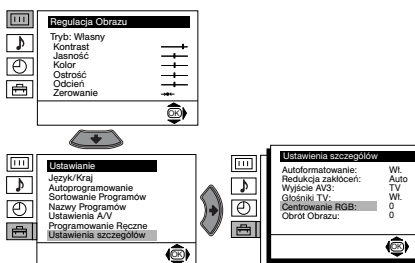 Regulacja Obrazu
Tryb: Własny
Kontrast
Jasność
Kolor
Ostrość
Odcień
Zerowanie
OK
Ustawianie
Język/Kraj
Autoprogramowanie
Sortowanie Programów
Nazwy Programów
Ustawienia A/V
Programowanie Ręczne
Ustawienia szczegółów
OK
Ustawienia szczegółów
Autoformatowanie: Wł.
Redukcja zakłóceń: Auto
Wyjście AV3: TV
Głośniki TV: Wł.
Centrowanie RGB: 0
Obrót Obrazu: 0
OK